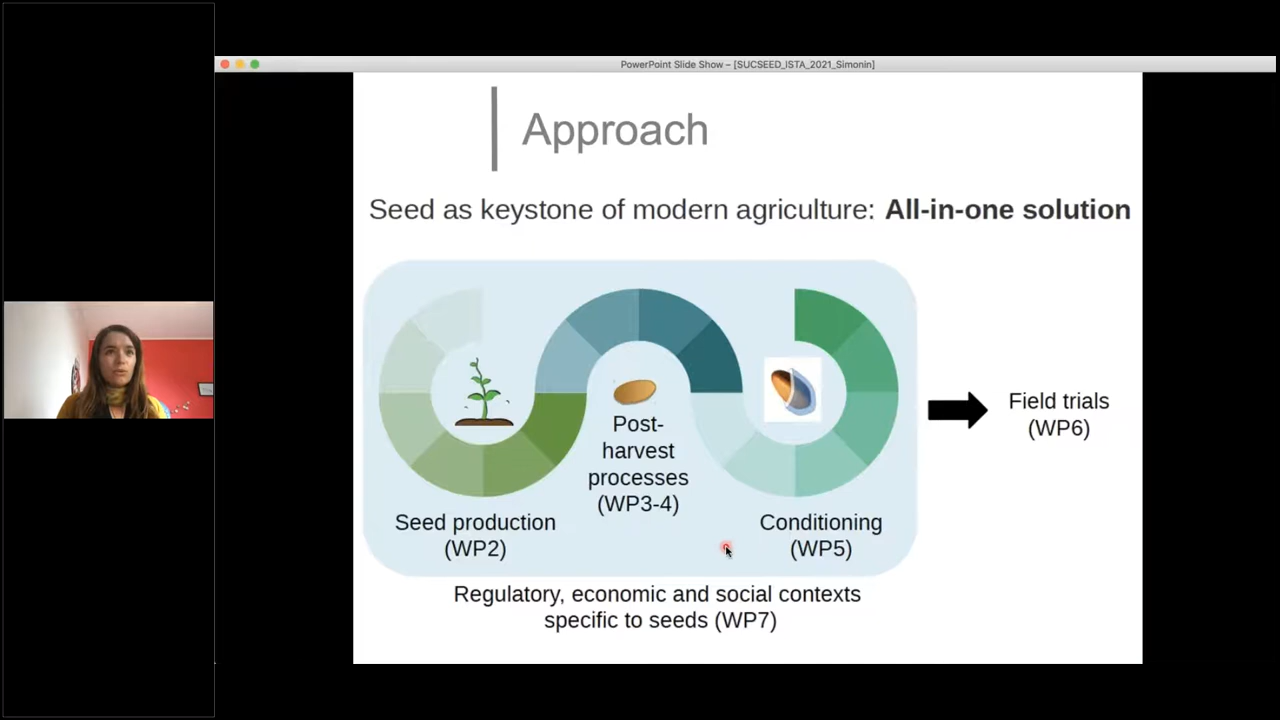 PowerPoint Slide Show – [SUCSEED_ISTA_2021_Simonin]
Approach
Seed as keystone of modern agriculture: All-in-one solution
Post-
harvest
processes
(WP3-4)
Seed production
(WP2)
Conditioning
(WP5)
Field trials
(WP6)
Regulatory, economic and social contexts
specific to seeds (WP7)